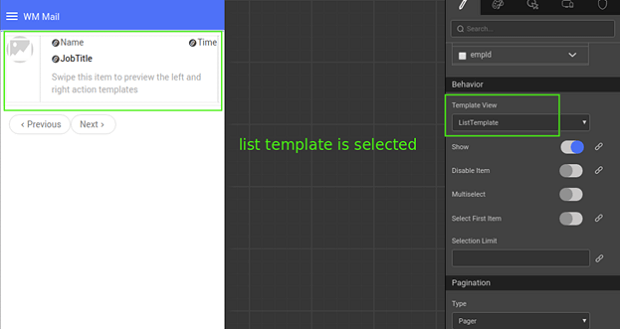 WM Mail
Name
Time
JobTitle
Swipe this item to preview the left and
right action templates
‹ Previous
Next ›
list template is selected
Search...
empId
Behavior
Template View
ListTemplate
Show
Disable Item
Multiselect
Select First Item
Selection Limit
Pagination
Type
Pager